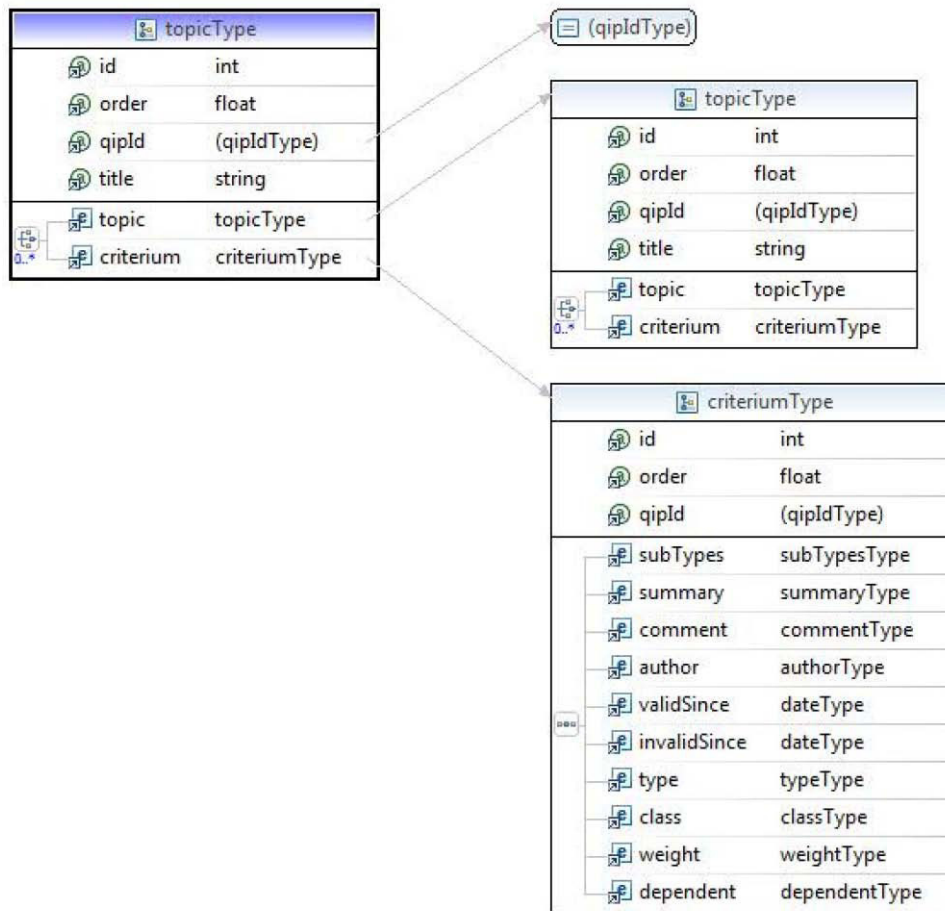 topicType
id int
order float
qipId (qipIdType)
title string
topic topicType
0..*
criterium criteriumType
(qipIdType)
topicType
id int
order float
qipId (qipIdType)
title string
topic topicType
0..*
criterium criteriumType
criteriumType
id int
order float
qipId (qipIdType)
subTypes subTypesType
summary summaryType
comment commentType
author authorType
validSince dateType
invalidSince dateType
type typeType
class classType
weight weightType
dependent dependentType